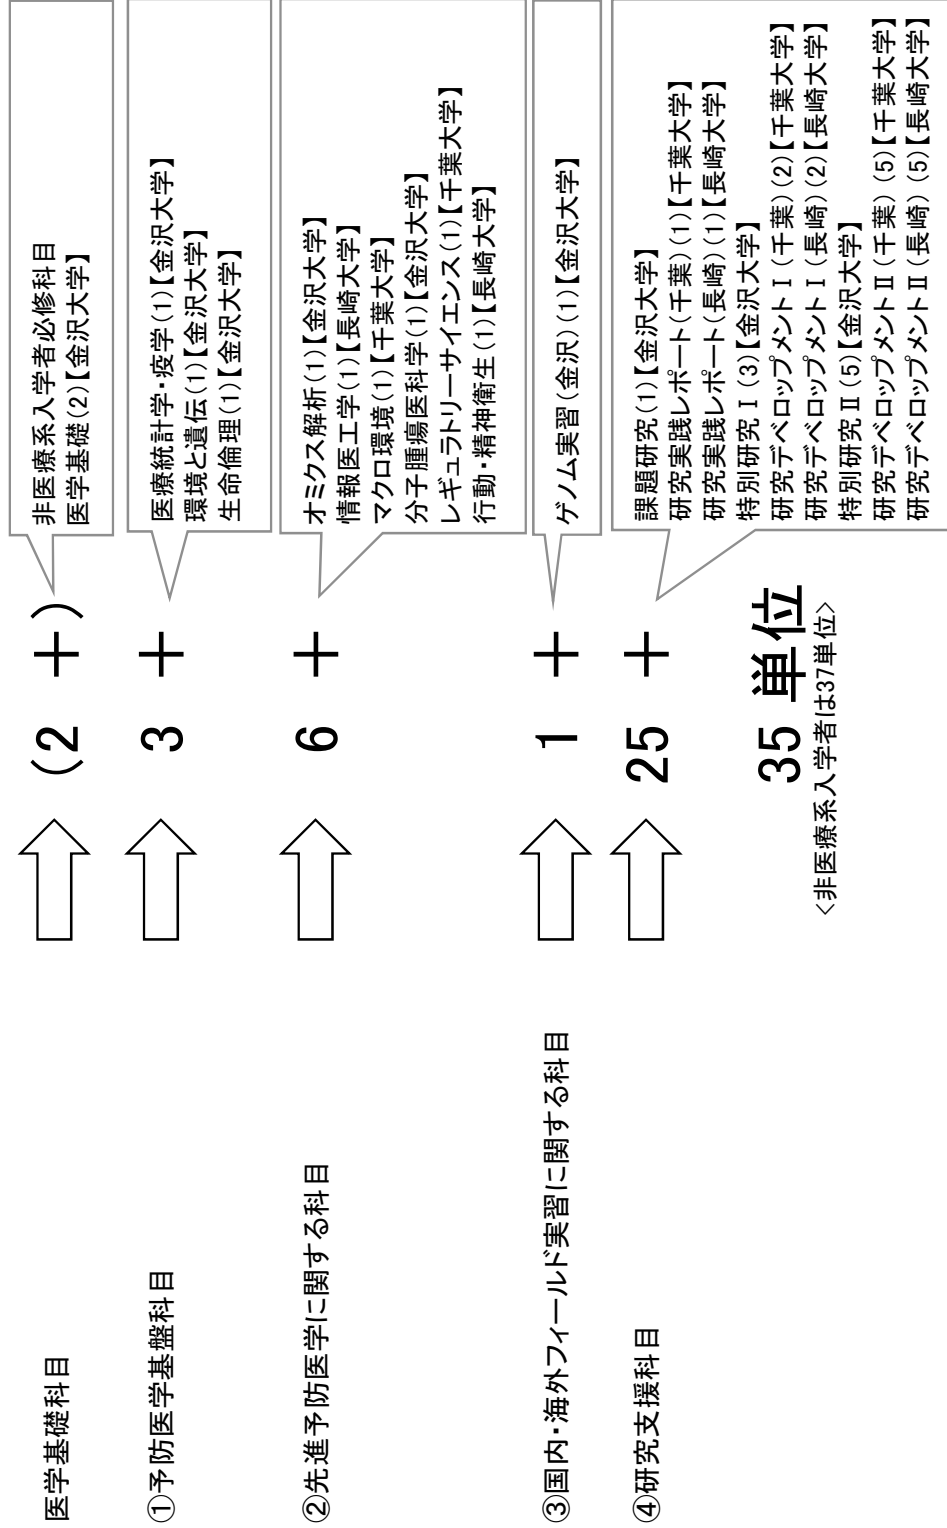 医学基礎科目
(2 +)
非医療系入学者必修科目
医学基礎(2)【金沢大学】
①予防医学基盤科目
3 +
医療統計学・疫学(1)【金沢大学】
環境と遺伝(1)【金沢大学】
生命倫理(1)【金沢大学】
②先進予防医学に関する科目
6 +
オミクス解析(1)【金沢大学】
情報医工学(1)【長崎大学】
マクロ環境(1)【千葉大学】
分子腫瘍医科学(1)【金沢大学】
レギュラトリーサイエンス(1)【千葉大学】
行動・精神衛生(1)【長崎大学】
③国内・海外フィールド実習に関する科目
1 +
ゲノム実習(金沢)(1)【金沢大学】
④研究支援科目
25 +
課題研究(1)【金沢大学】
研究実践レポート(千葉)(1)【千葉大学】
研究実践レポート(長崎)(1)【長崎大学】
特別研究Ⅰ(3)【金沢大学】
研究デベロップメントⅠ(千葉)(2)【千葉大学】
研究デベロップメントⅠ(長崎)(2)【長崎大学】
特別研究Ⅱ(5)【金沢大学】
研究デベロップメントⅡ(千葉)(5)【千葉大学】
研究デベロップメントⅡ(長崎)(5)【長崎大学】
35 単位
<非医療系入学者は37単位>